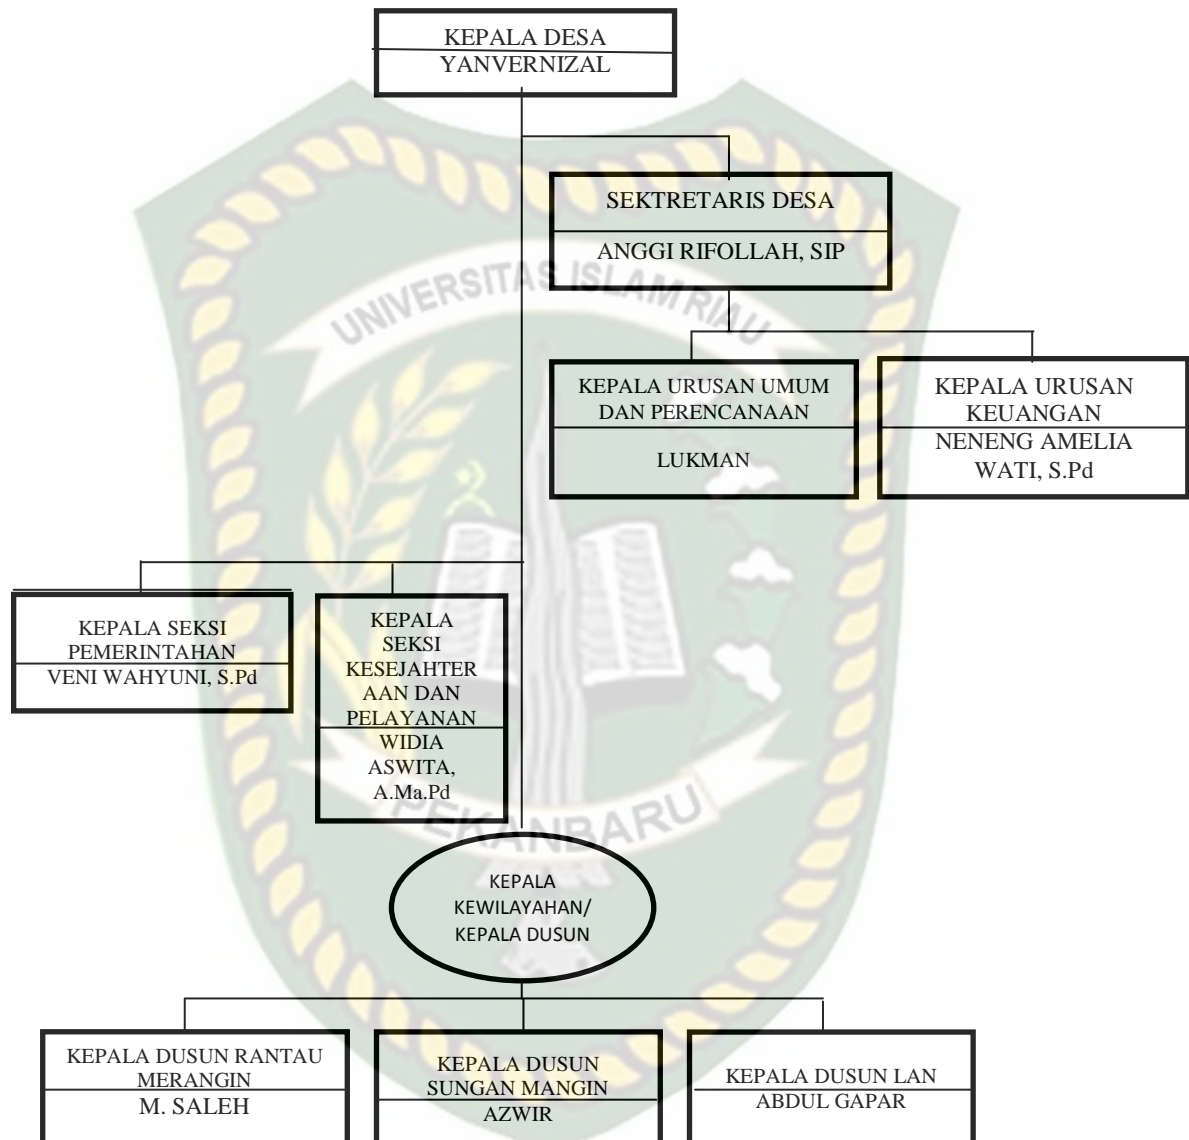 KEPALA DESA
YANVERNIZAL
SEKTRETARIS DESA
ANGGI RIFOLLAH, SIP
UNIVERSITAS ISLAM RIAU
KEPALA URUSAN UMUM
DAN PERENCANAAN
LUKMAN
KEPALA URUSAN
KEUANGAN
NENENG AMELIA
WATI, S.Pd
KEPALA SEKSI
PEMERINTAHAN
VENI WAHYUNI, S.Pd
KEPALA
SEKSI
KESEJAHTER
AAN DAN
PELAYANAN
WIDIA
ASWITA,
A.Ma.Pd
PEKANBARU
KEPALA
KEWILAYAHAN/
KEPALA DUSUN
KEPALA DUSUN RANTAU
MERANGIN
M. SALEH
KEPALA DUSUN
SUNGAN MANGIN
AZWIR
KEPALA DUSUN LAN
ABDUL GAPAR